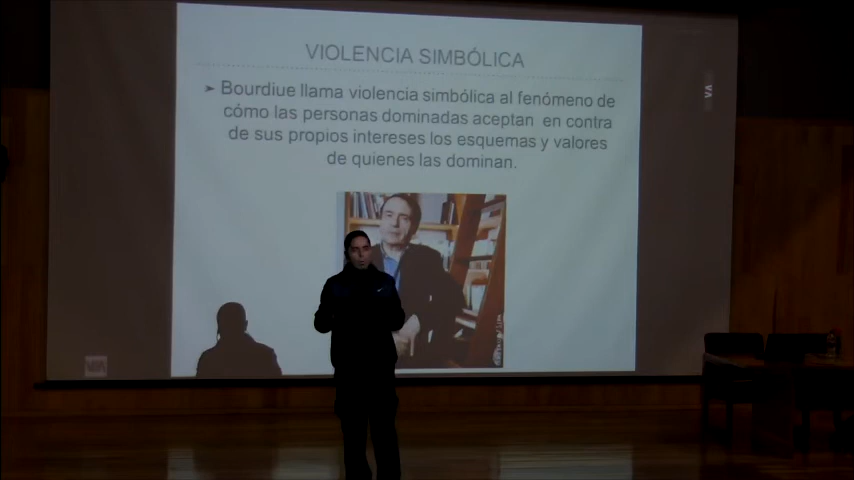 VIOLENCIA SIMBÓLICA
➢ Bourdiue llama violencia simbólica al fenómeno de
cómo las personas dominadas aceptan en contra
de sus propios intereses los esquemas y valores
de quienes las dominan.